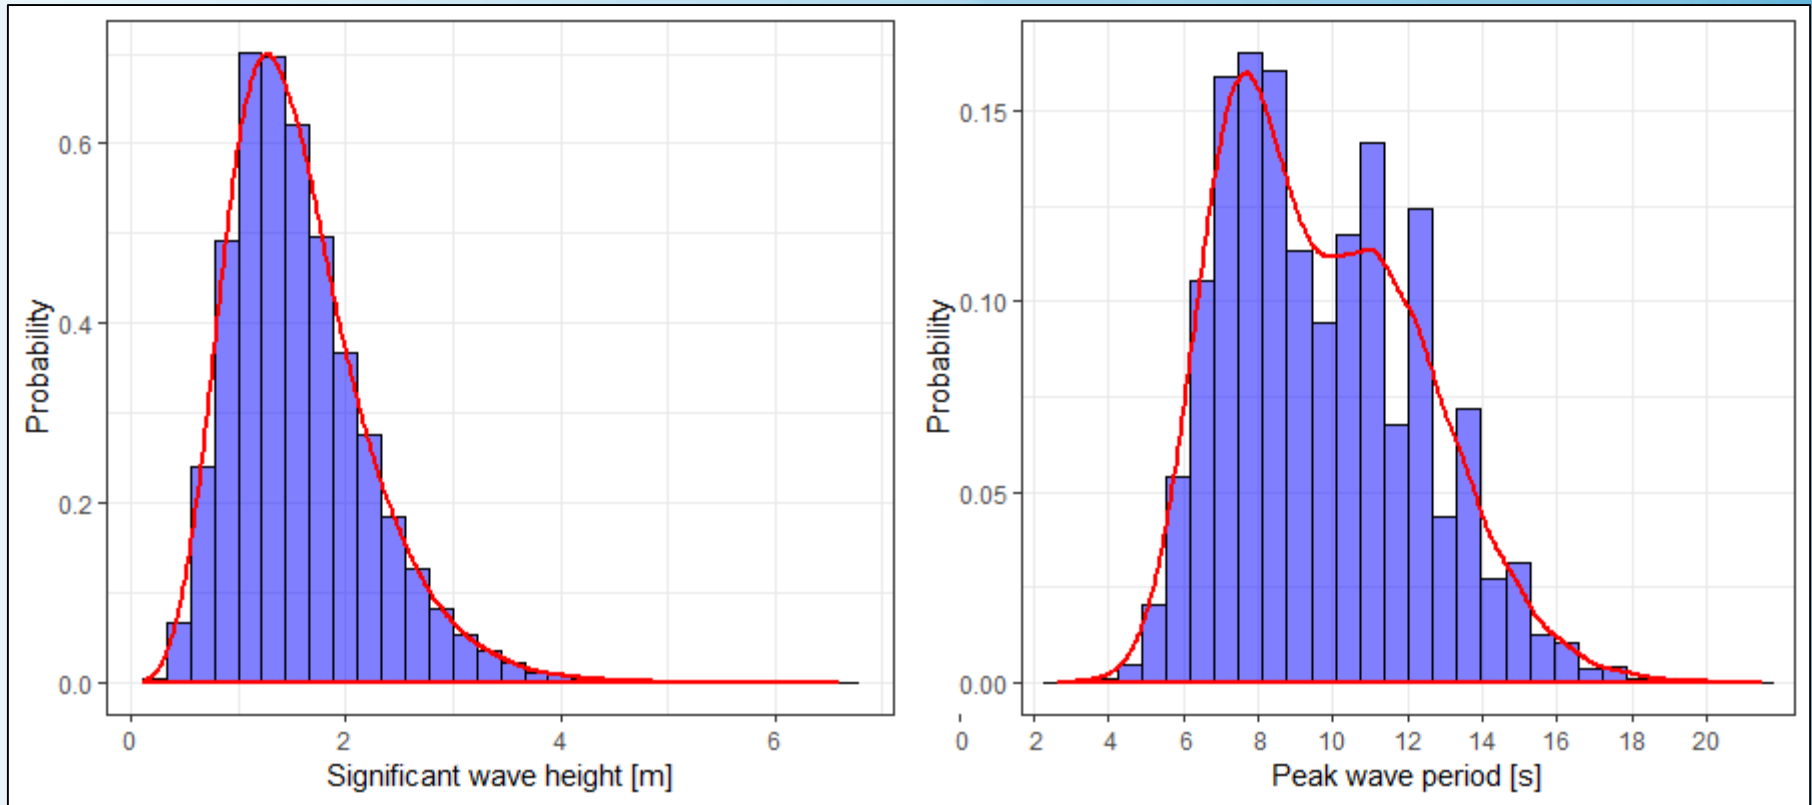 Probability
0.6
0.4
0.2
0.0
0 2 4 6
Significant wave height [m]
Probability
0.15
0.10
0.05
0.00
0 2 4 6 8 10 12 14 16 18 20
Peak wave period [s]